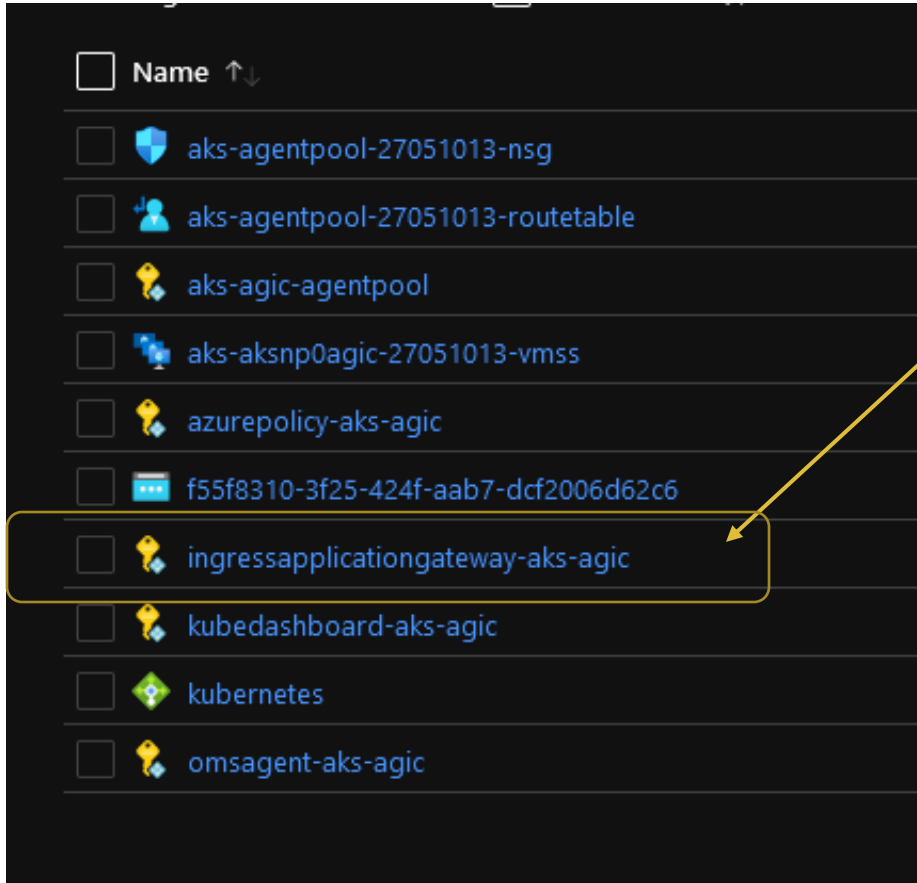 Name ↑↓
aks-agentpool-27051013-nsg
aks-agentpool-27051013-routetable
aks-agic-agentpool
aks-aksnp0agic-27051013-vmss
azurepolicy-aks-agic
f55f8310-3f25-424f-aab7-dcf2006d62c6
ingressapplicationgateway-aks-agic
kubedashboard-aks-agic
kubernetes
omsagent-aks-agic